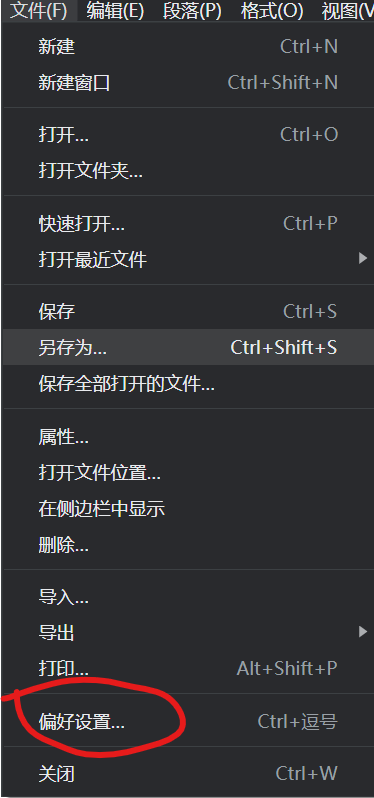 文件(F) 编辑(E) 段落(P) 格式(O) 视图(V
新建 Ctrl+N
新建窗口 Ctrl+Shift+N
打开... Ctrl+O
打开文件夹...
快速打开... Ctrl+P
打开最近文件
保存 Ctrl+S
另存为... Ctrl+Shift+S
保存全部打开的文件...
属性...
打开文件位置...
在侧边栏中显示
删除...
导入...
导出
打印... Alt+Shift+P
偏好设置... Ctrl+逗号
关闭 Ctrl+W